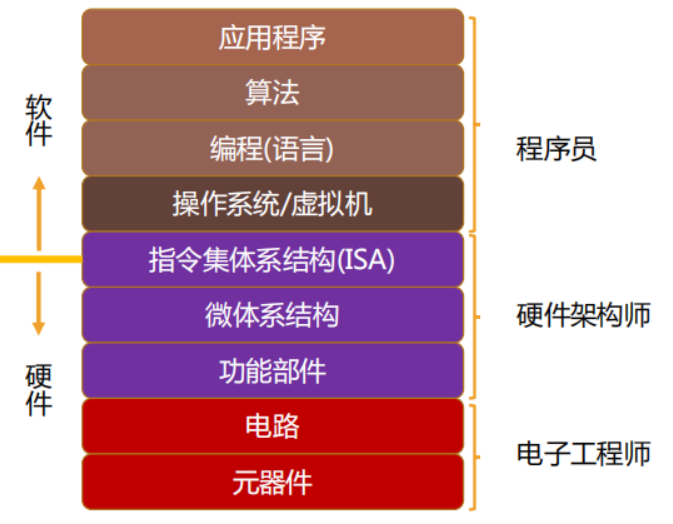 应用程序
算法
编程(语言)
操作系统/虚拟机
指令集体系结构(ISA)
微体系结构
功能部件
电路
元器件
软件
硬件
程序员
硬件架构师
电子工程师